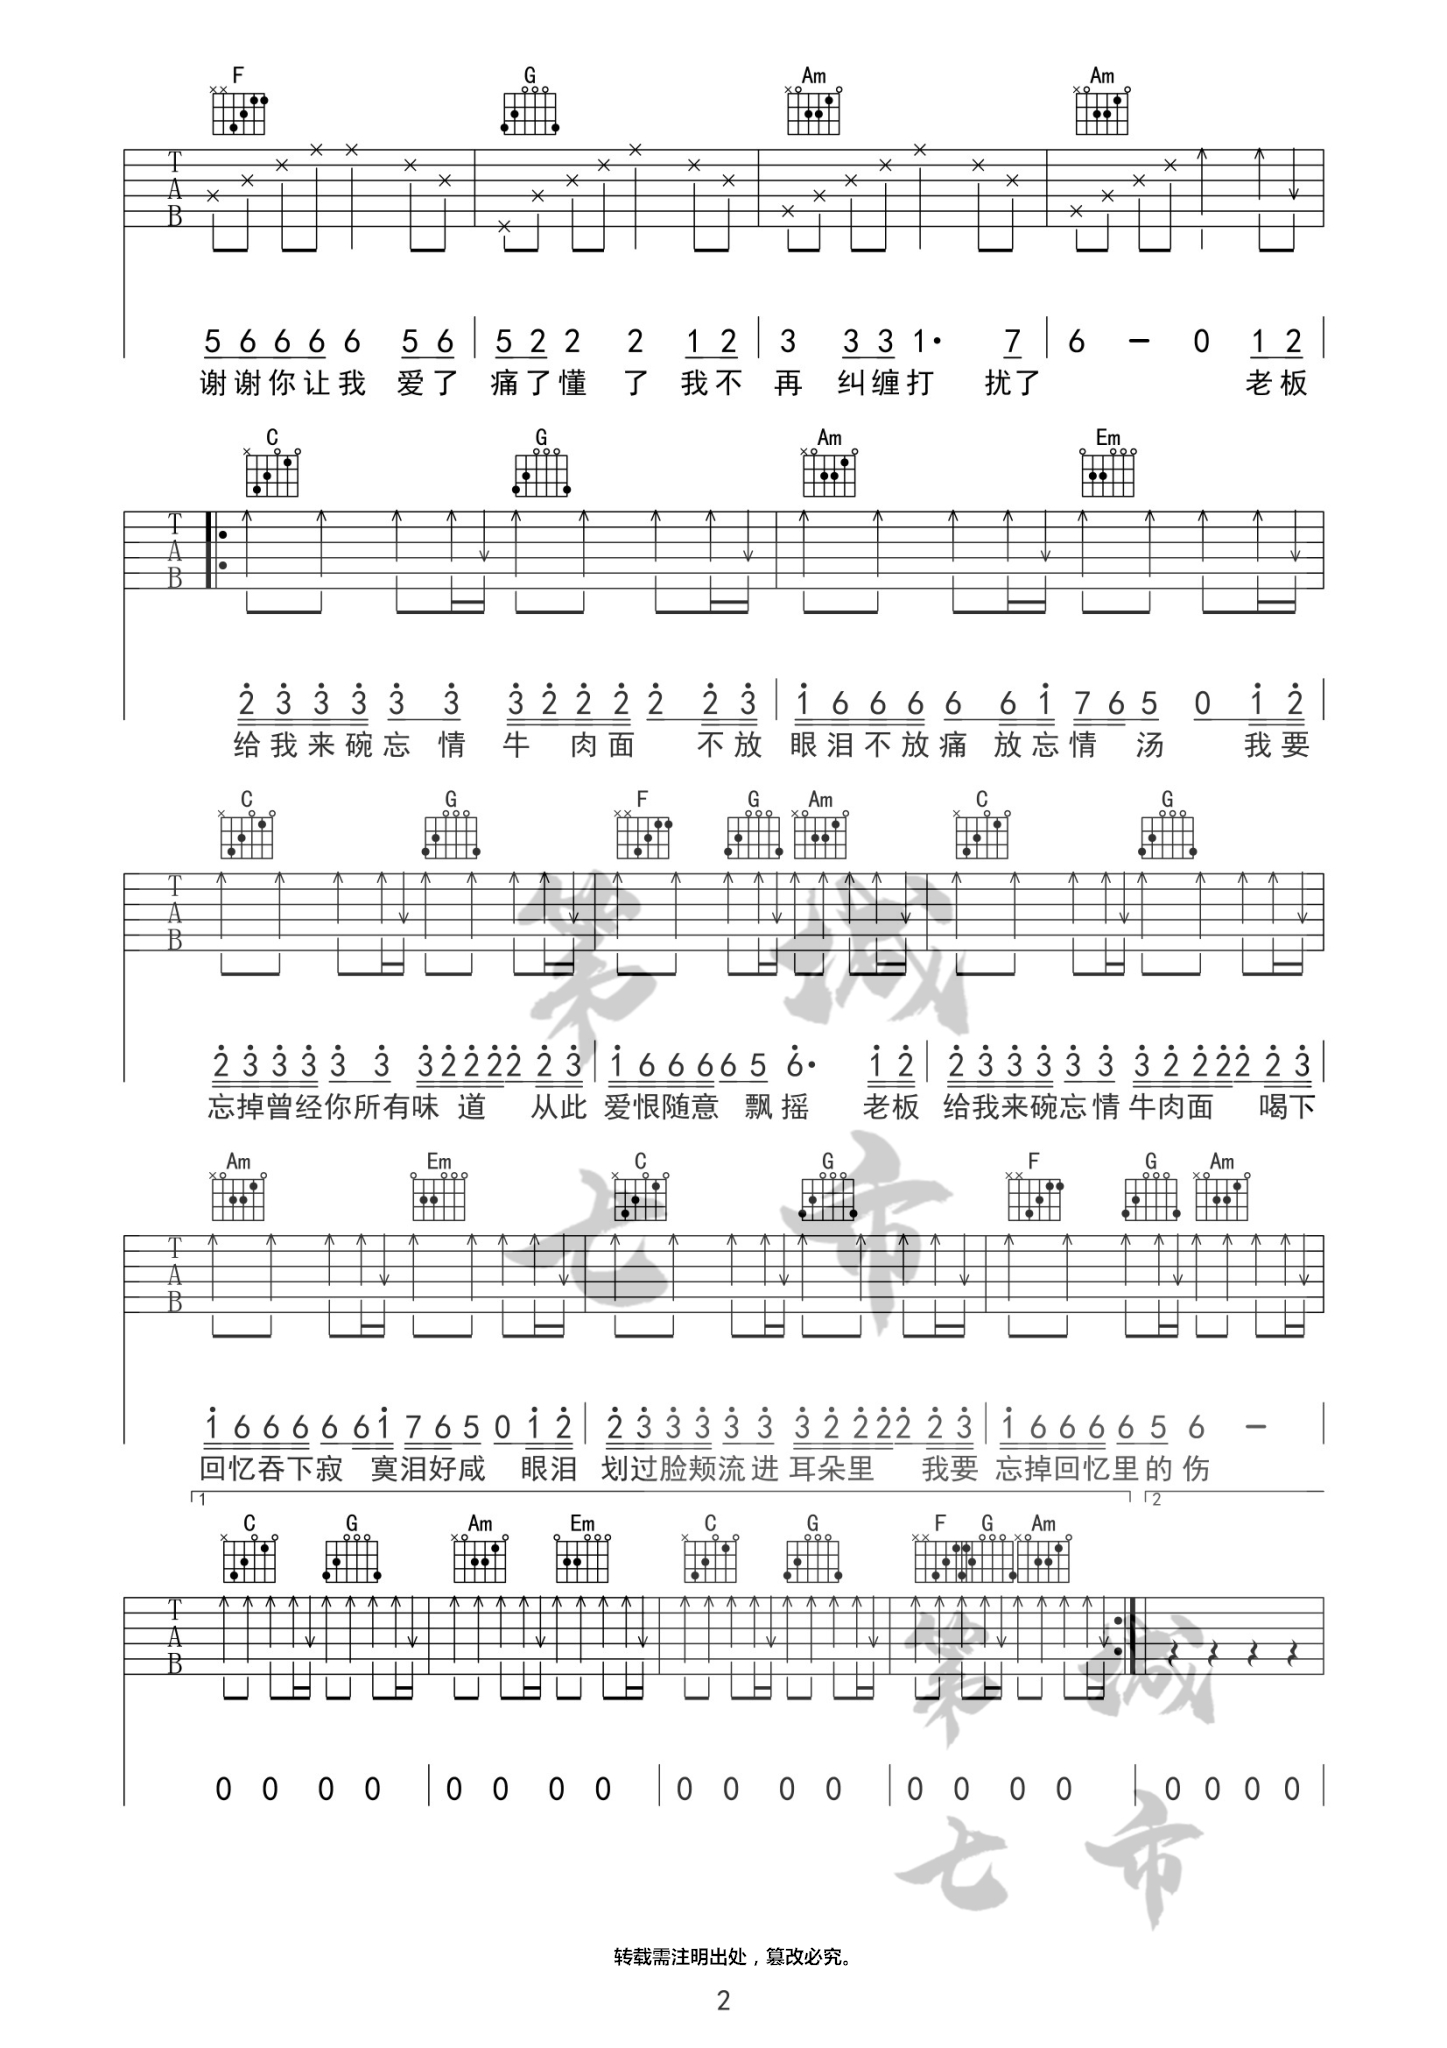 F G Am Am
T A B
5 6 6 6 6 5 6 5 2 2 2 1 2 3 3 3 1· 7 6 - 0 1 2
谢谢你让我 爱了 痛了懂 了 我不 再 纠缠打 扰了 老板
C G Am Em
T A B
2 3 3 3 3 3 3 2 2 2 2 2 3 1 6 6 6 6 6 1 7 6 5 0 1 2
给我来碗忘 情 牛 肉面 不放 眼泪不放痛 放忘情 汤 我要
C G F G Am C G
T A B
2 3 3 3 3 3 3 2 2 2 2 2 3 1 6 6 6 6 5 6· 1 2 2 3 3 3 3 3 3 2 2 2 2 2 3
忘掉曾经你所有味 道 从此 爱恨随意 飘摇 老板 给我来碗忘情牛肉面 喝下
Am Em C G F G Am
T A B
1 6 6 6 6 6 1 7 6 5 0 1 2 2 3 3 3 3 3 3 2 2 2 2 2 3 1 6 6 6 6 5 6 -
回忆吞下寂 寞泪好咸 眼泪 划过脸颊流进 耳朵里 我要 忘掉回忆里的伤
1 2
C G Am Em C G F G Am
T A B
0 0 0 0 0 0 0 0 0 0 0 0 0 0 0 0 0 0 0 0
第 城
七 市
第 城
七 市
转载需注明出处，篡改必究。
2